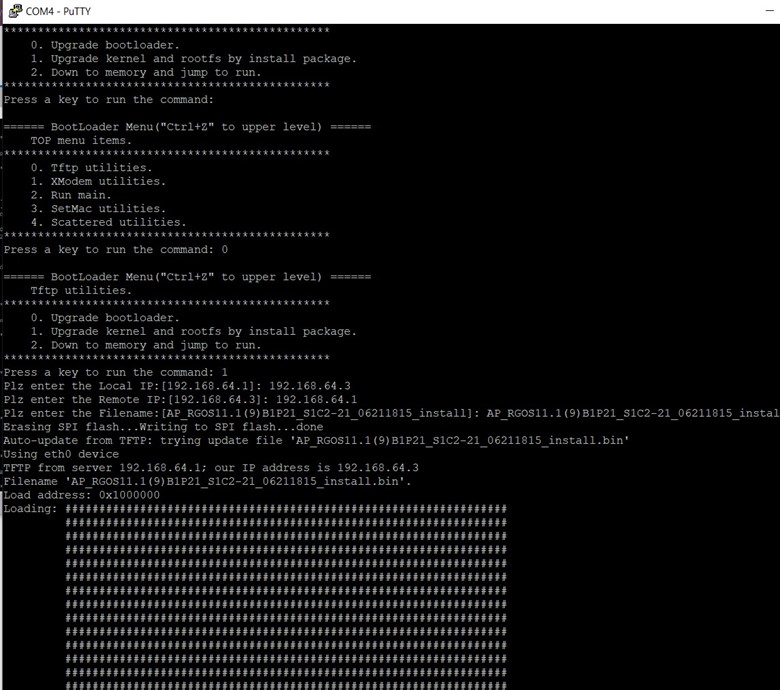 COM4 - PuTTY
************************************************
    0. Upgrade bootloader.
    1. Upgrade kernel and rootfs by install package.
    2. Down to memory and jump to run.
************************************************
Press a key to run the command:
====== BootLoader Menu("Ctrl+Z" to upper level) ======
    TOP menu items.
************************************************
    0. Tftp utilities.
    1. XModem utilities.
    2. Run main.
    3. SetMac utilities.
    4. Scattered utilities.
************************************************
Press a key to run the command: 0
====== BootLoader Menu("Ctrl+Z" to upper level) ======
    Tftp utilities.
************************************************
    0. Upgrade bootloader.
    1. Upgrade kernel and rootfs by install package.
    2. Down to memory and jump to run.
************************************************
Press a key to run the command: 1
Plz enter the Local IP:[192.168.64.1]: 192.168.64.3
Plz enter the Remote IP:[192.168.64.3]: 192.168.64.1
Plz enter the Filename:[AP_RGOS11.1(9)B1P21_S1C2-21_06211815_install]: AP_RGOS11.1(9)B1P21_S1C2-21_06211815_instal
Erasing SPI flash...Writing to SPI flash...done
Auto-update from TFTP: trying update file 'AP_RGOS11.1(9)B1P21_S1C2-21_06211815_install.bin'
Using eth0 device
TFTP from server 192.168.64.1; our IP address is 192.168.64.3
Filename 'AP_RGOS11.1(9)B1P21_S1C2-21_06211815_install.bin'.
Load address: 0x1000000
Loading: #################################################################
         #################################################################
         #################################################################
         #################################################################
         #################################################################
         #################################################################
         #################################################################
         #################################################################
         #################################################################
         #################################################################
         #################################################################
         #################################################################
         #################################################################
         #################################################################